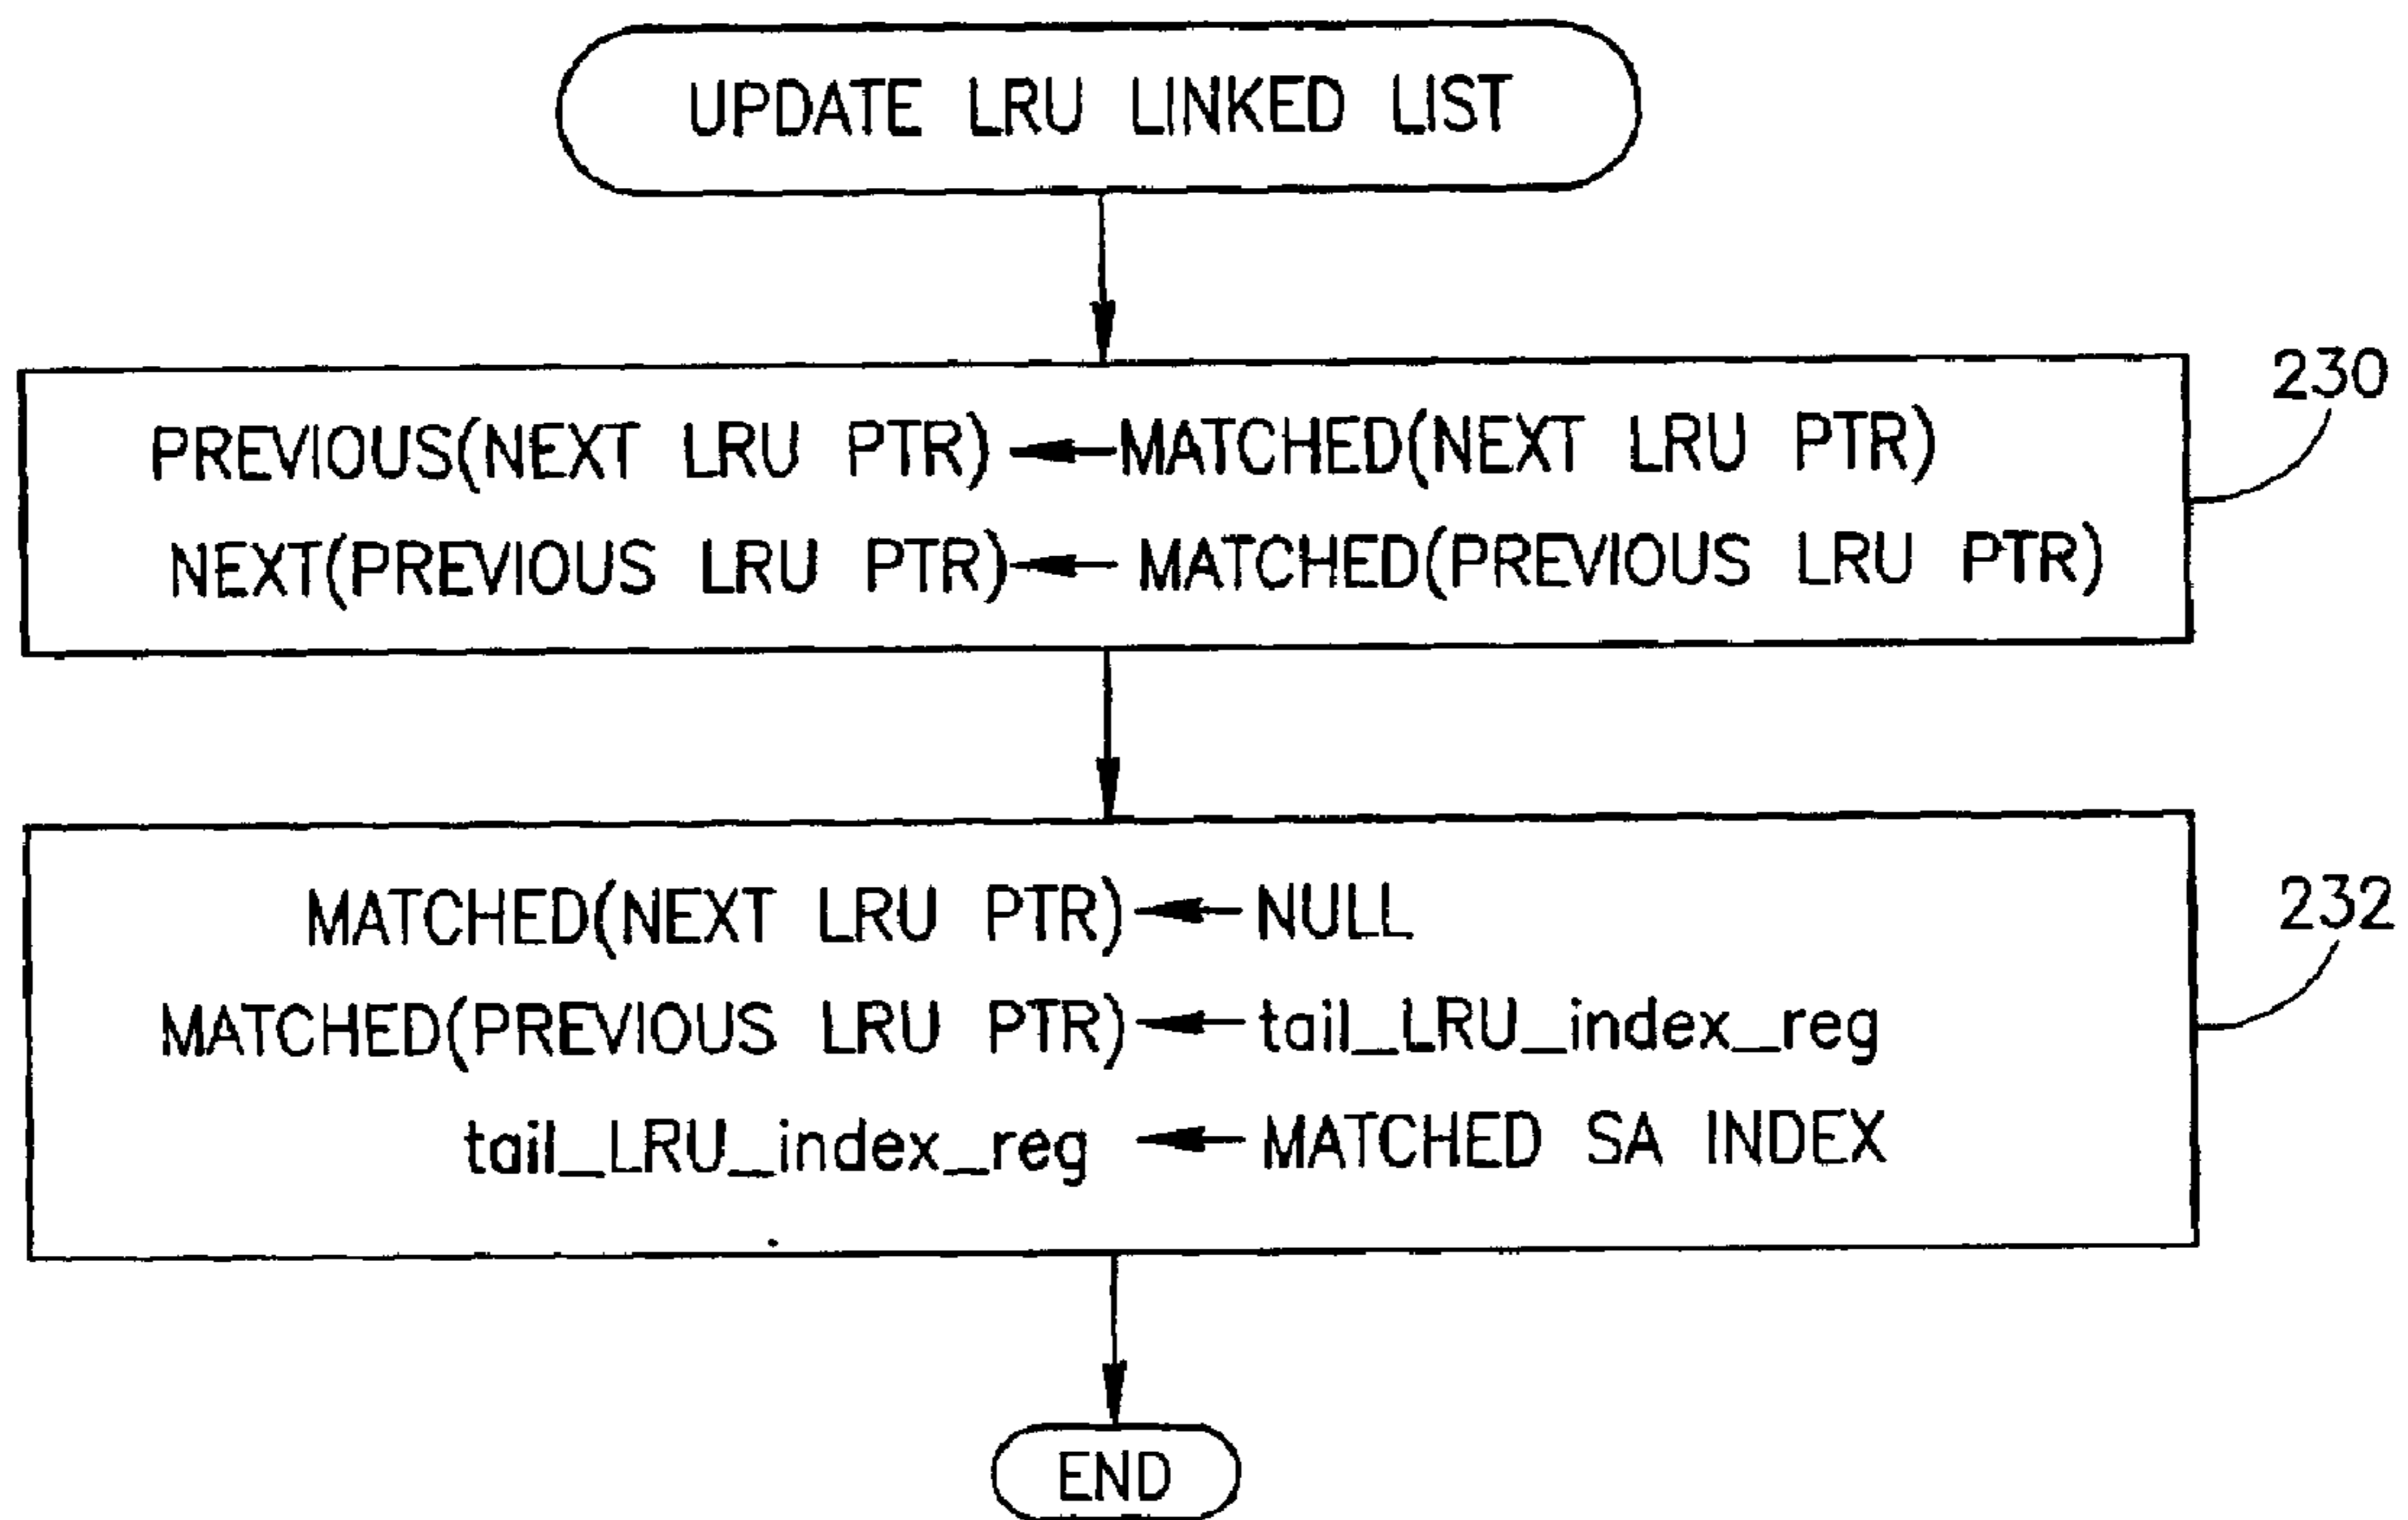 UPDATE LRU LINKED LIST
230
PREVIOUS(NEXT LRU PTR) ← MATCHED(NEXT LRU PTR)
NEXT(PREVIOUS LRU PTR) ← MATCHED(PREVIOUS LRU PTR)
232
MATCHED(NEXT LRU PTR) ← NULL
MATCHED(PREVIOUS LRU PTR) ← tail_LRU_index_reg
tail_LRU_index_reg ← MATCHED SA INDEX
END